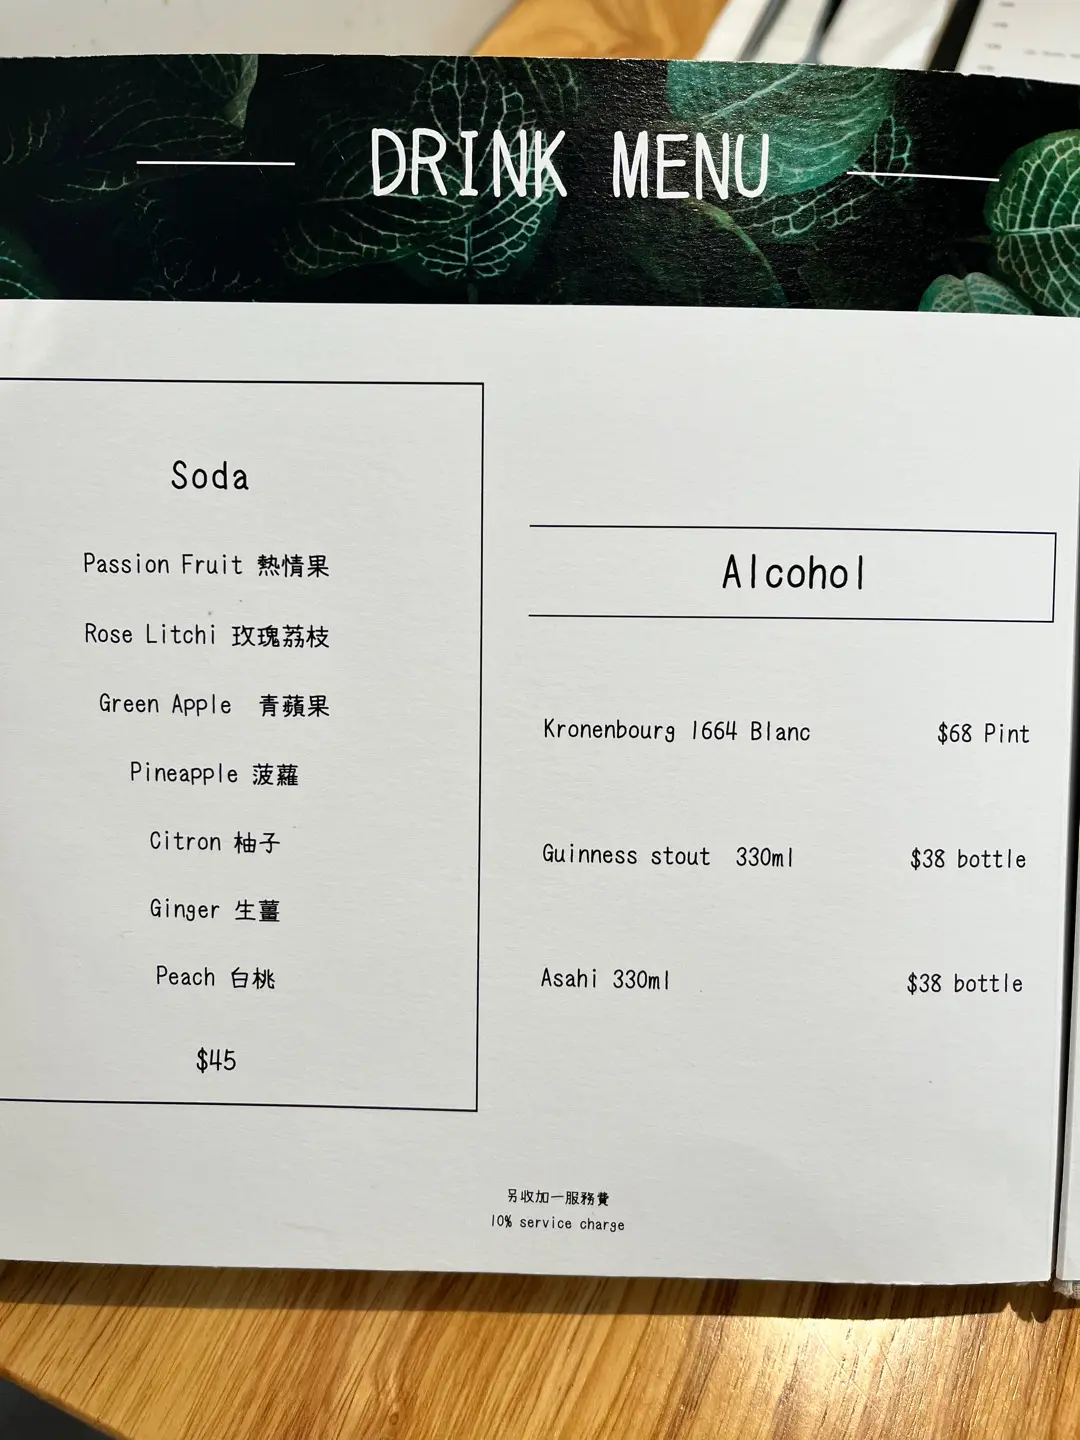 DRINK MENU
Soda
Passion Fruit 熱情果
Rose Litchi 玫瑰荔枝
Green Apple 青蘋果
Pineapple 菠蘿
Citron 柚子
Ginger 生薑
Peach 白桃
$45
Alcohol
Kronenbourg 1664 Blanc $68 Pint
Guinness stout 330ml $38 bottle
Asahi 330ml $38 bottle
另收加一服務費
10% service charge